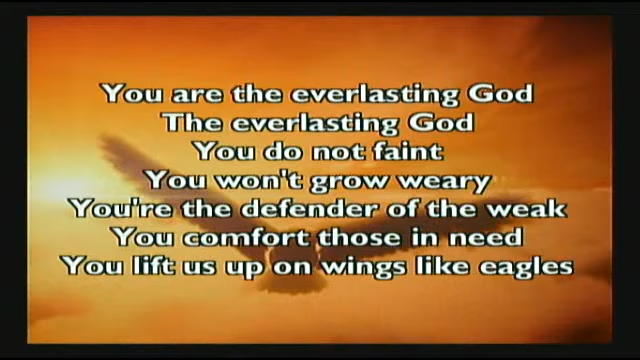 You are the everlasting God
The everlasting God
You do not faint
You won't grow weary
You're the defender of the weak
You comfort those in need
You lift us up on wings like eagles